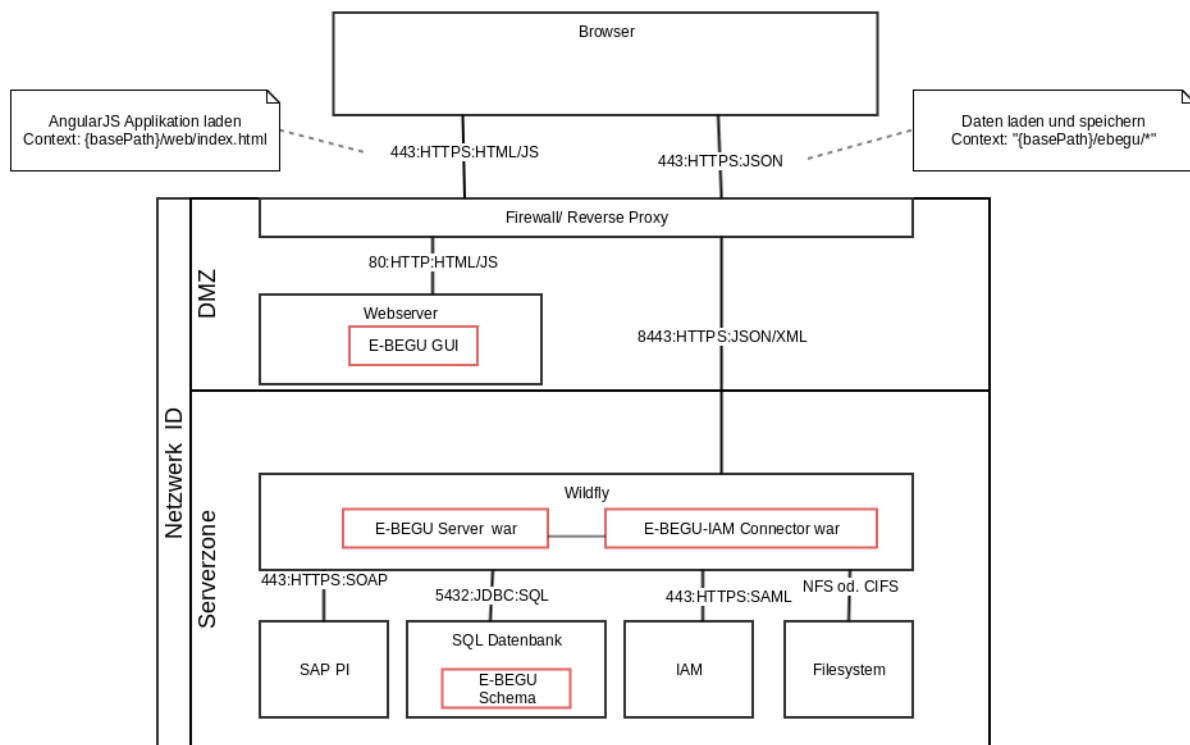 Browser
AngularJS Applikation laden
Context: {basePath}/web/index.html
Daten laden und speichern
Context: "{basePath}/ebegu/*"
443:HTTPS:HTML/JS
443:HTTPS:JSON
Firewall/ Reverse Proxy
80:HTTP:HTML/JS
DMZ
Webserver
E-BEGU GUI
8443:HTTPS:JSON/XML
Netzwerk ID
Serverzone
Wildfly
E-BEGU Server war
E-BEGU-IAM Connector war
443:HTTPS:SOAP
5432:JDBC:SQL
443:HTTPS:SAML
NFS od. CIFS
SAP PI
SQL Datenbank
E-BEGU
Schema
IAM
Filesystem